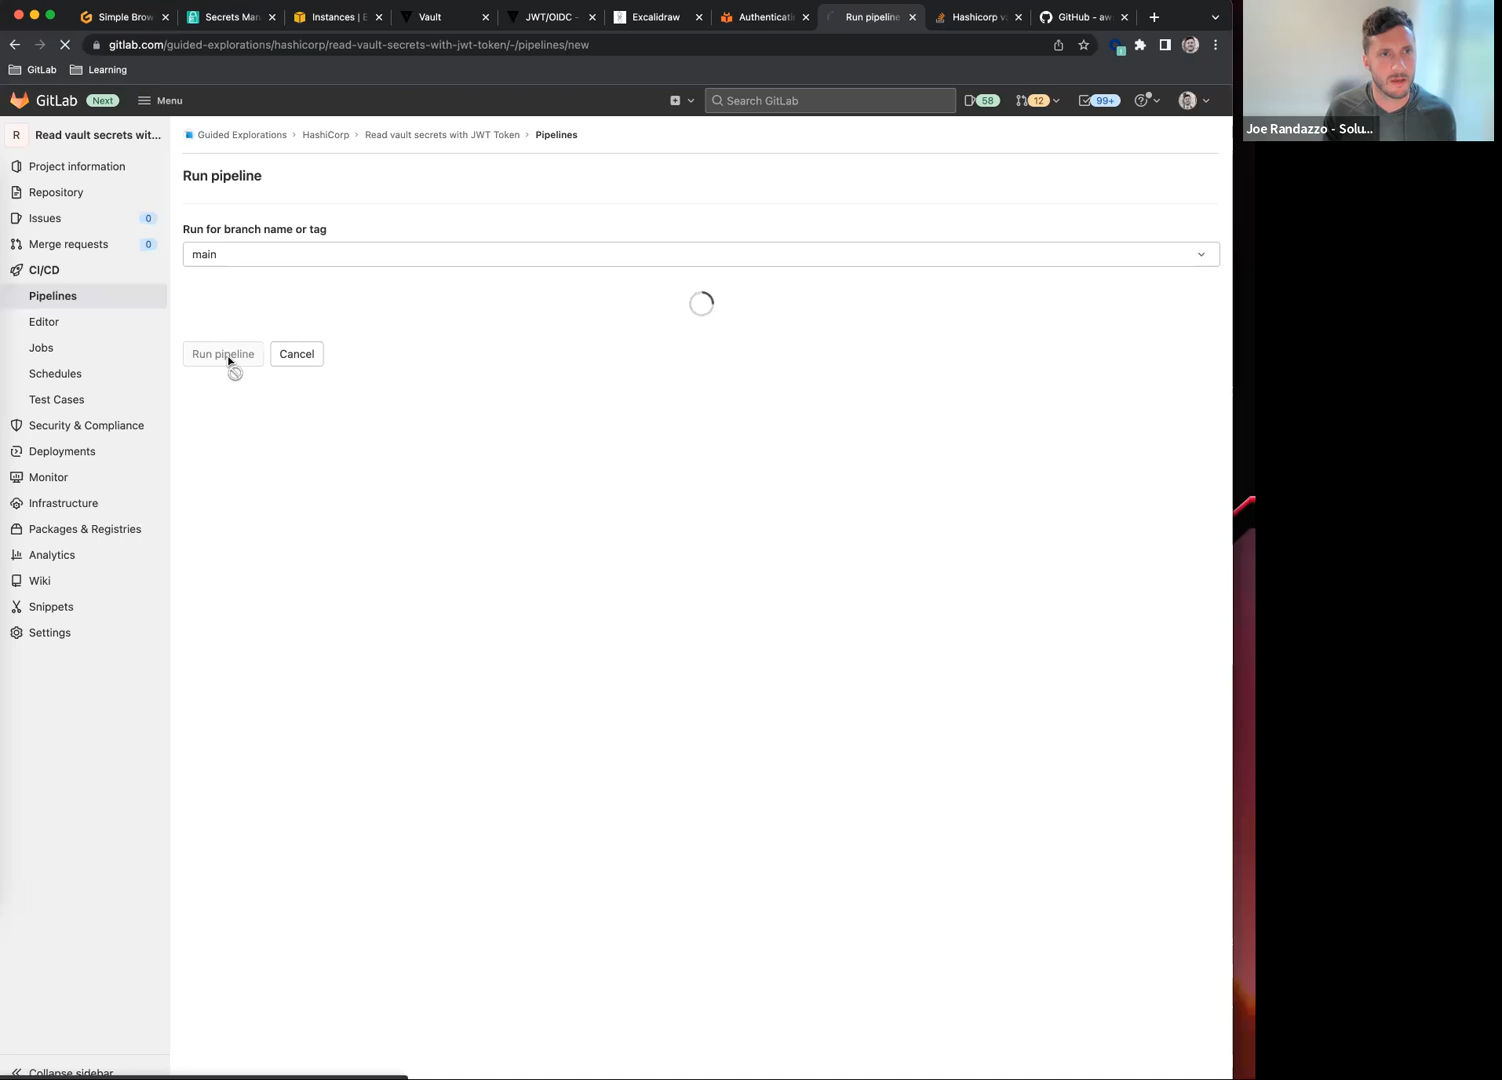 Simple Brow
Secrets Man
Instances | E
Vault
JWT/OIDC -
Excalidraw
Authenticati
Run pipeline
Hashicorp v
GitHub - aw
gitlab.com/guided-explorations/hashicorp/read-vault-secrets-with-jwt-token/-/pipelines/new
GitLab
Learning
GitLab
Next
Menu
Search GitLab
58
12
99+
R
Read vault secrets wit...
Project information
Repository
Issues
0
Merge requests
0
CI/CD
Pipelines
Editor
Jobs
Schedules
Test Cases
Security & Compliance
Deployments
Monitor
Infrastructure
Packages & Registries
Analytics
Wiki
Snippets
Settings
Collapse sidebar
Guided Explorations › HashiCorp › Read vault secrets with JWT Token › Pipelines
Run pipeline
Run for branch name or tag
main
Run pipeline
Cancel
Joe Randazzo - Solu...